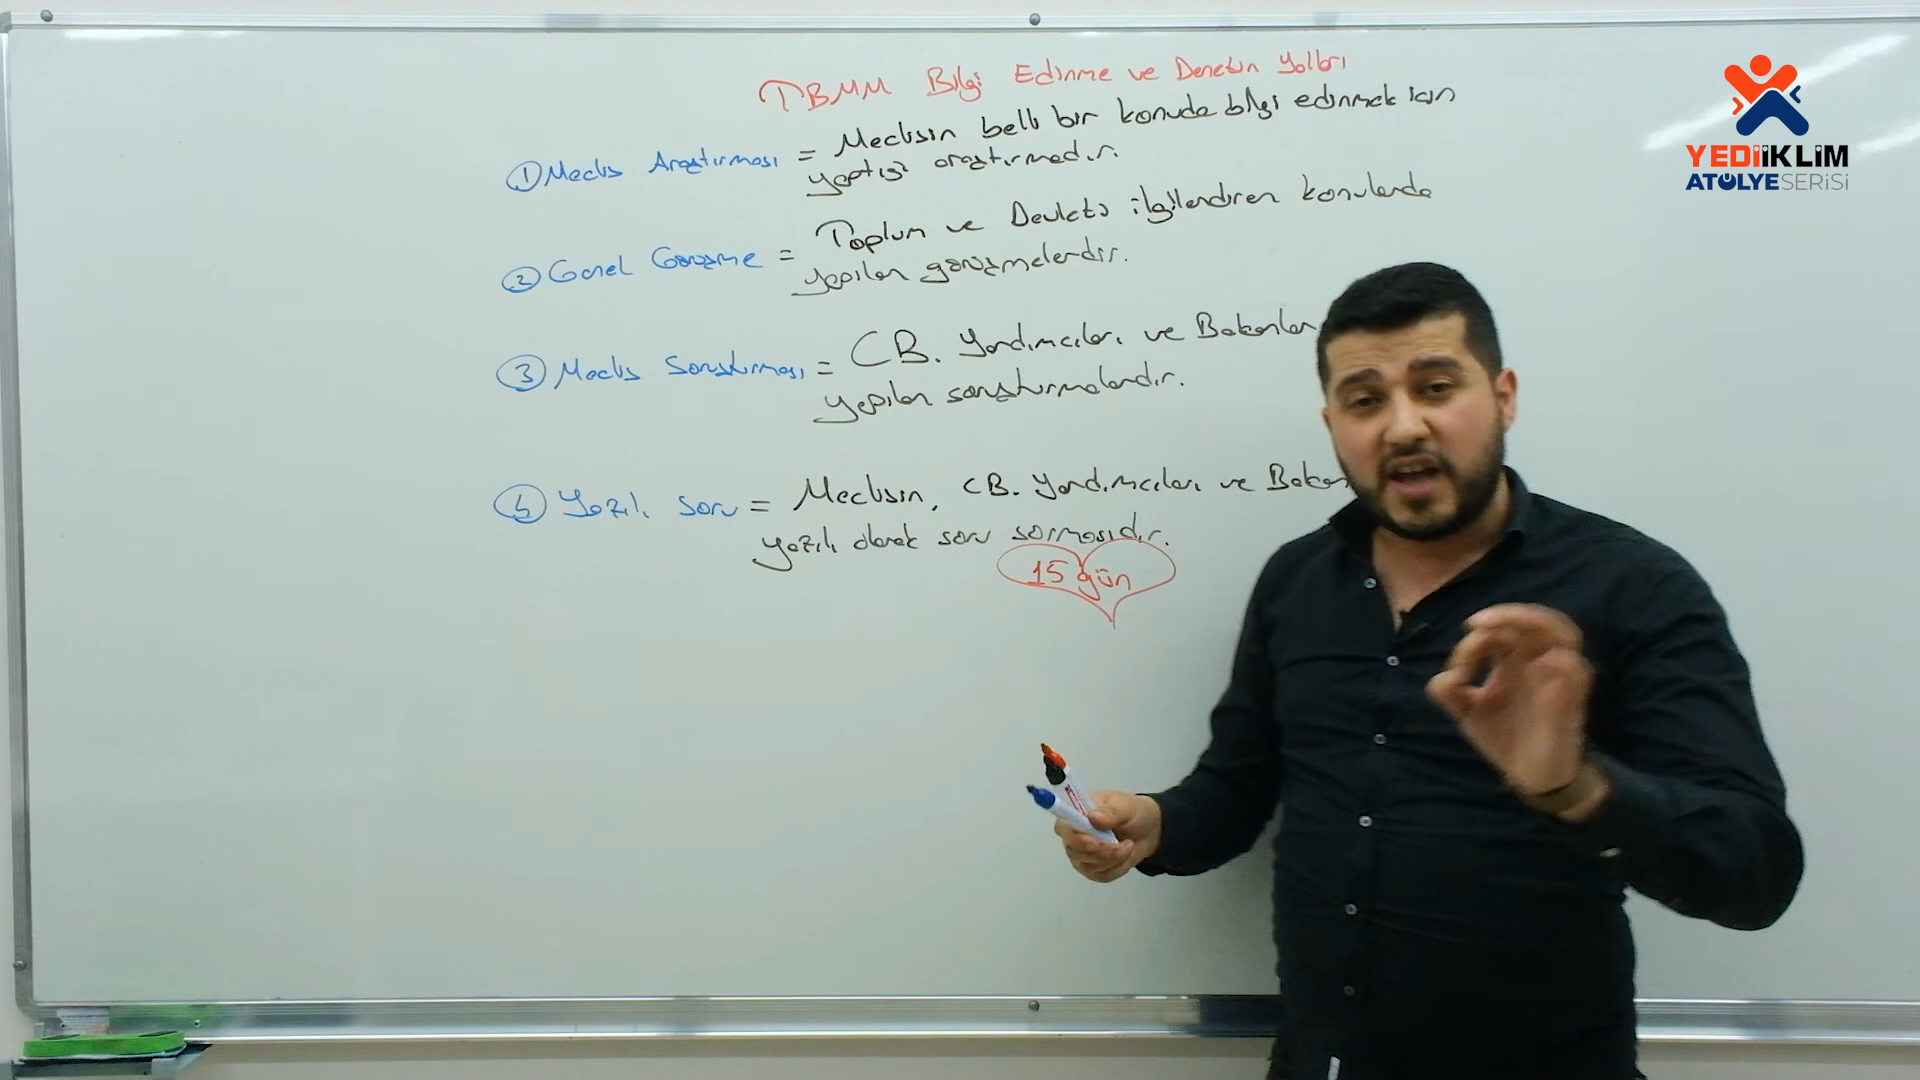 TBMM Bilgi Edinme ve Denetim Yolları
① Meclis Araştırması = Meclisin belli bir konuda bilgi edinmek için
yaptığı araştırmadır.
② Genel Görüşme = Toplum ve Devleti ilgilendiren konularda
yapılan görüşmelerdir.
③ Meclis Soruşturması = CB. Yardımcıları ve Bakanlar
yapılan soruşturmalardır.
Yazılı Soru = Meclisin, CB. Yardımcıları ve Bakan
yazılı olarak soru sormasıdır.
15 gün
YEDİİKLİM
ATÖLYE SERİSİ